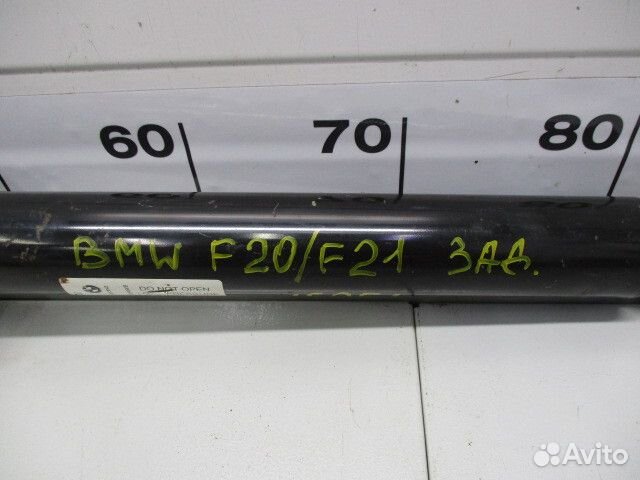 60 70 80
BMW F20/F21 ЗАД.
DO NOT OPEN
Avito